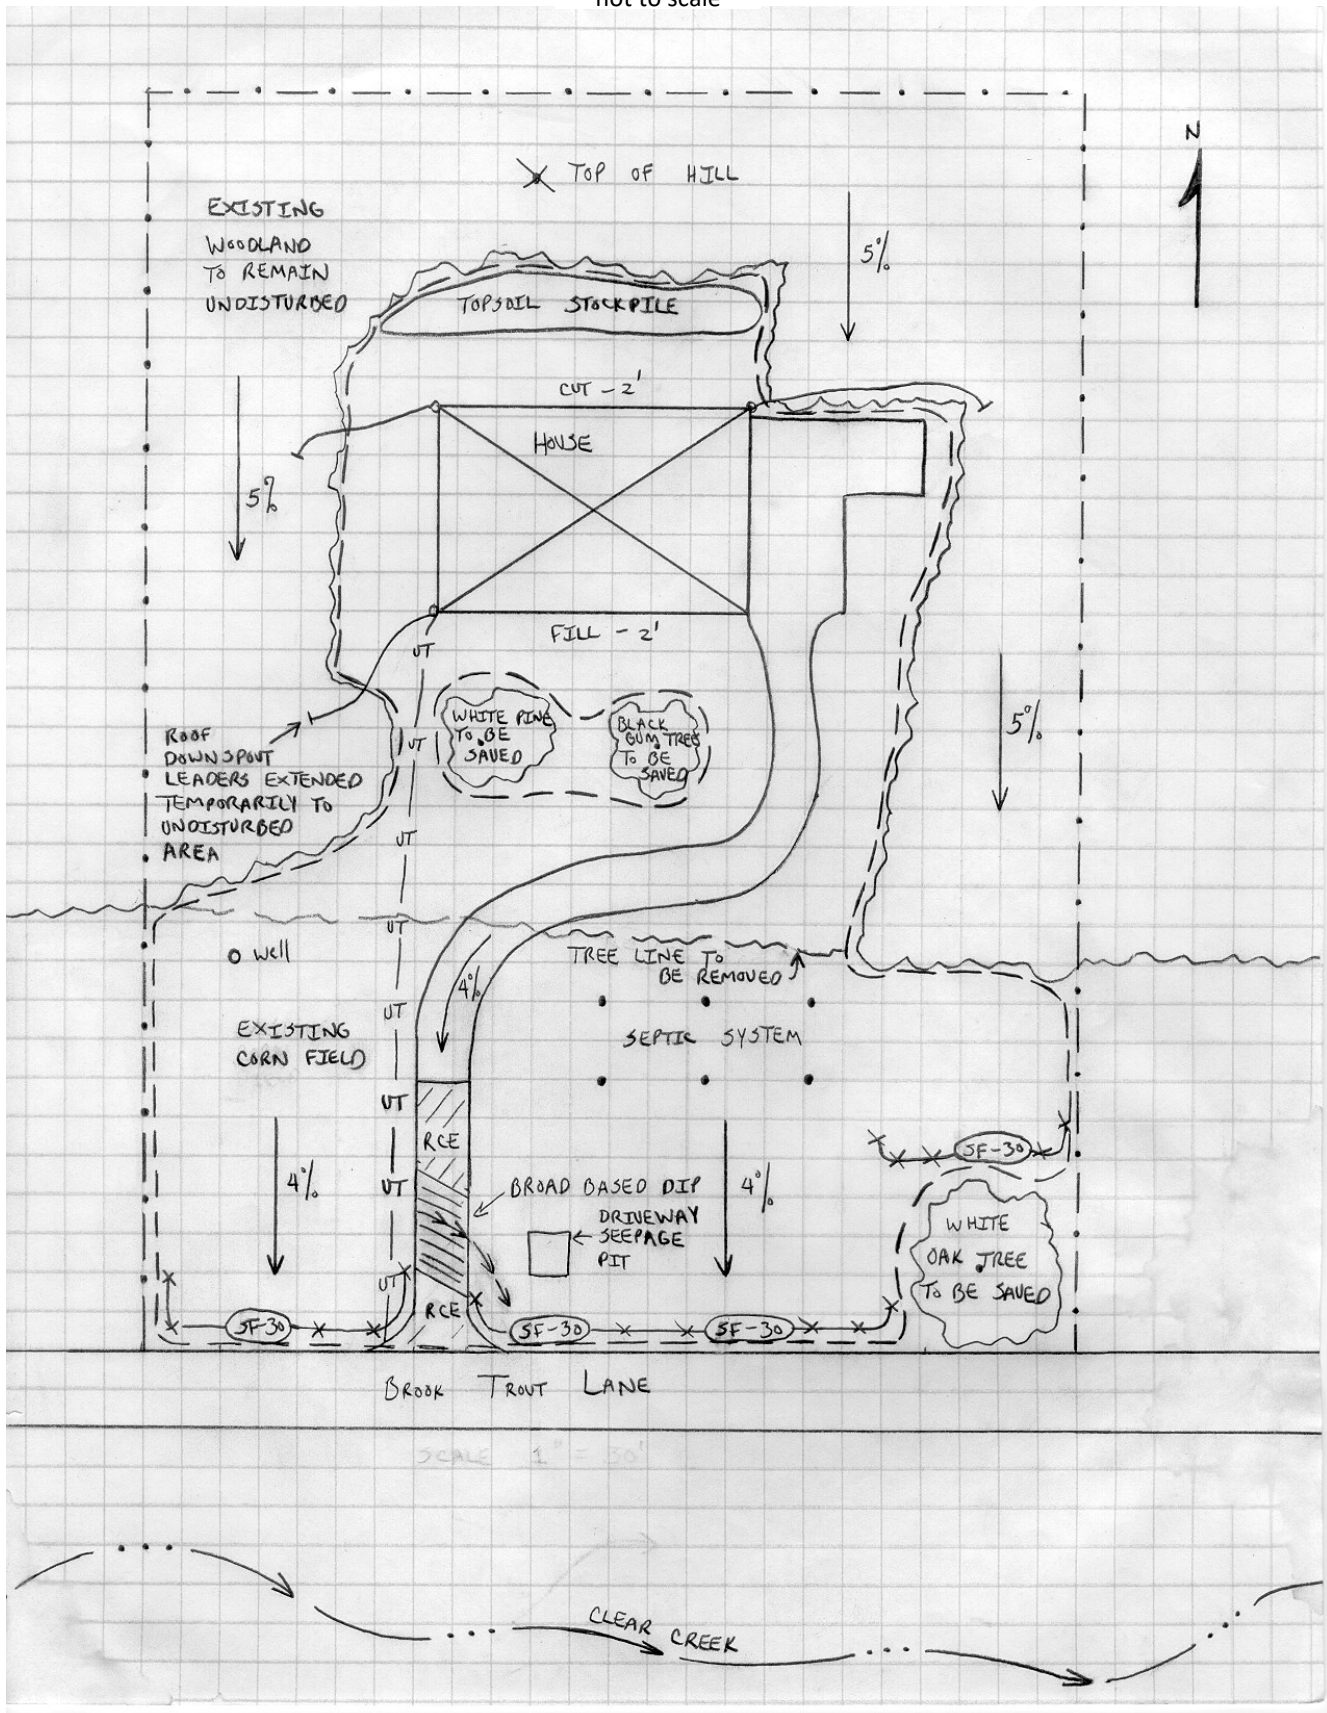 not to scale
N
TOP OF HILL
EXISTING
WOODLAND
TO REMAIN
UNDISTURBED
5%
TOPSOIL STOCKPILE
CUT - 2'
HOUSE
5%
FILL - 2'
UT
WHITE PINE
TO BE
SAVED
BLACK
GUM TREE
TO BE
SAVED
5%
ROOF
DOWNSPOUT
LEADERS EXTENDED
TEMPORARILY TO
UNDISTURBED
AREA
UT
UT
UT
WELL
TREE LINE TO
BE REMOVED
4%
UT
EXISTING
CORN FIELD
SEPTIC SYSTEM
UT
RCE
SF-30
4%
UT
BROAD BASED DIP
4%
DRIVEWAY
SEEPAGE
PIT
WHITE
OAK TREE
TO BE SAVED
UT
RCE
SF-30
SF-30
SF-30
BROOK TROUT LANE
SCALE 1" = 30'
CLEAR CREEK